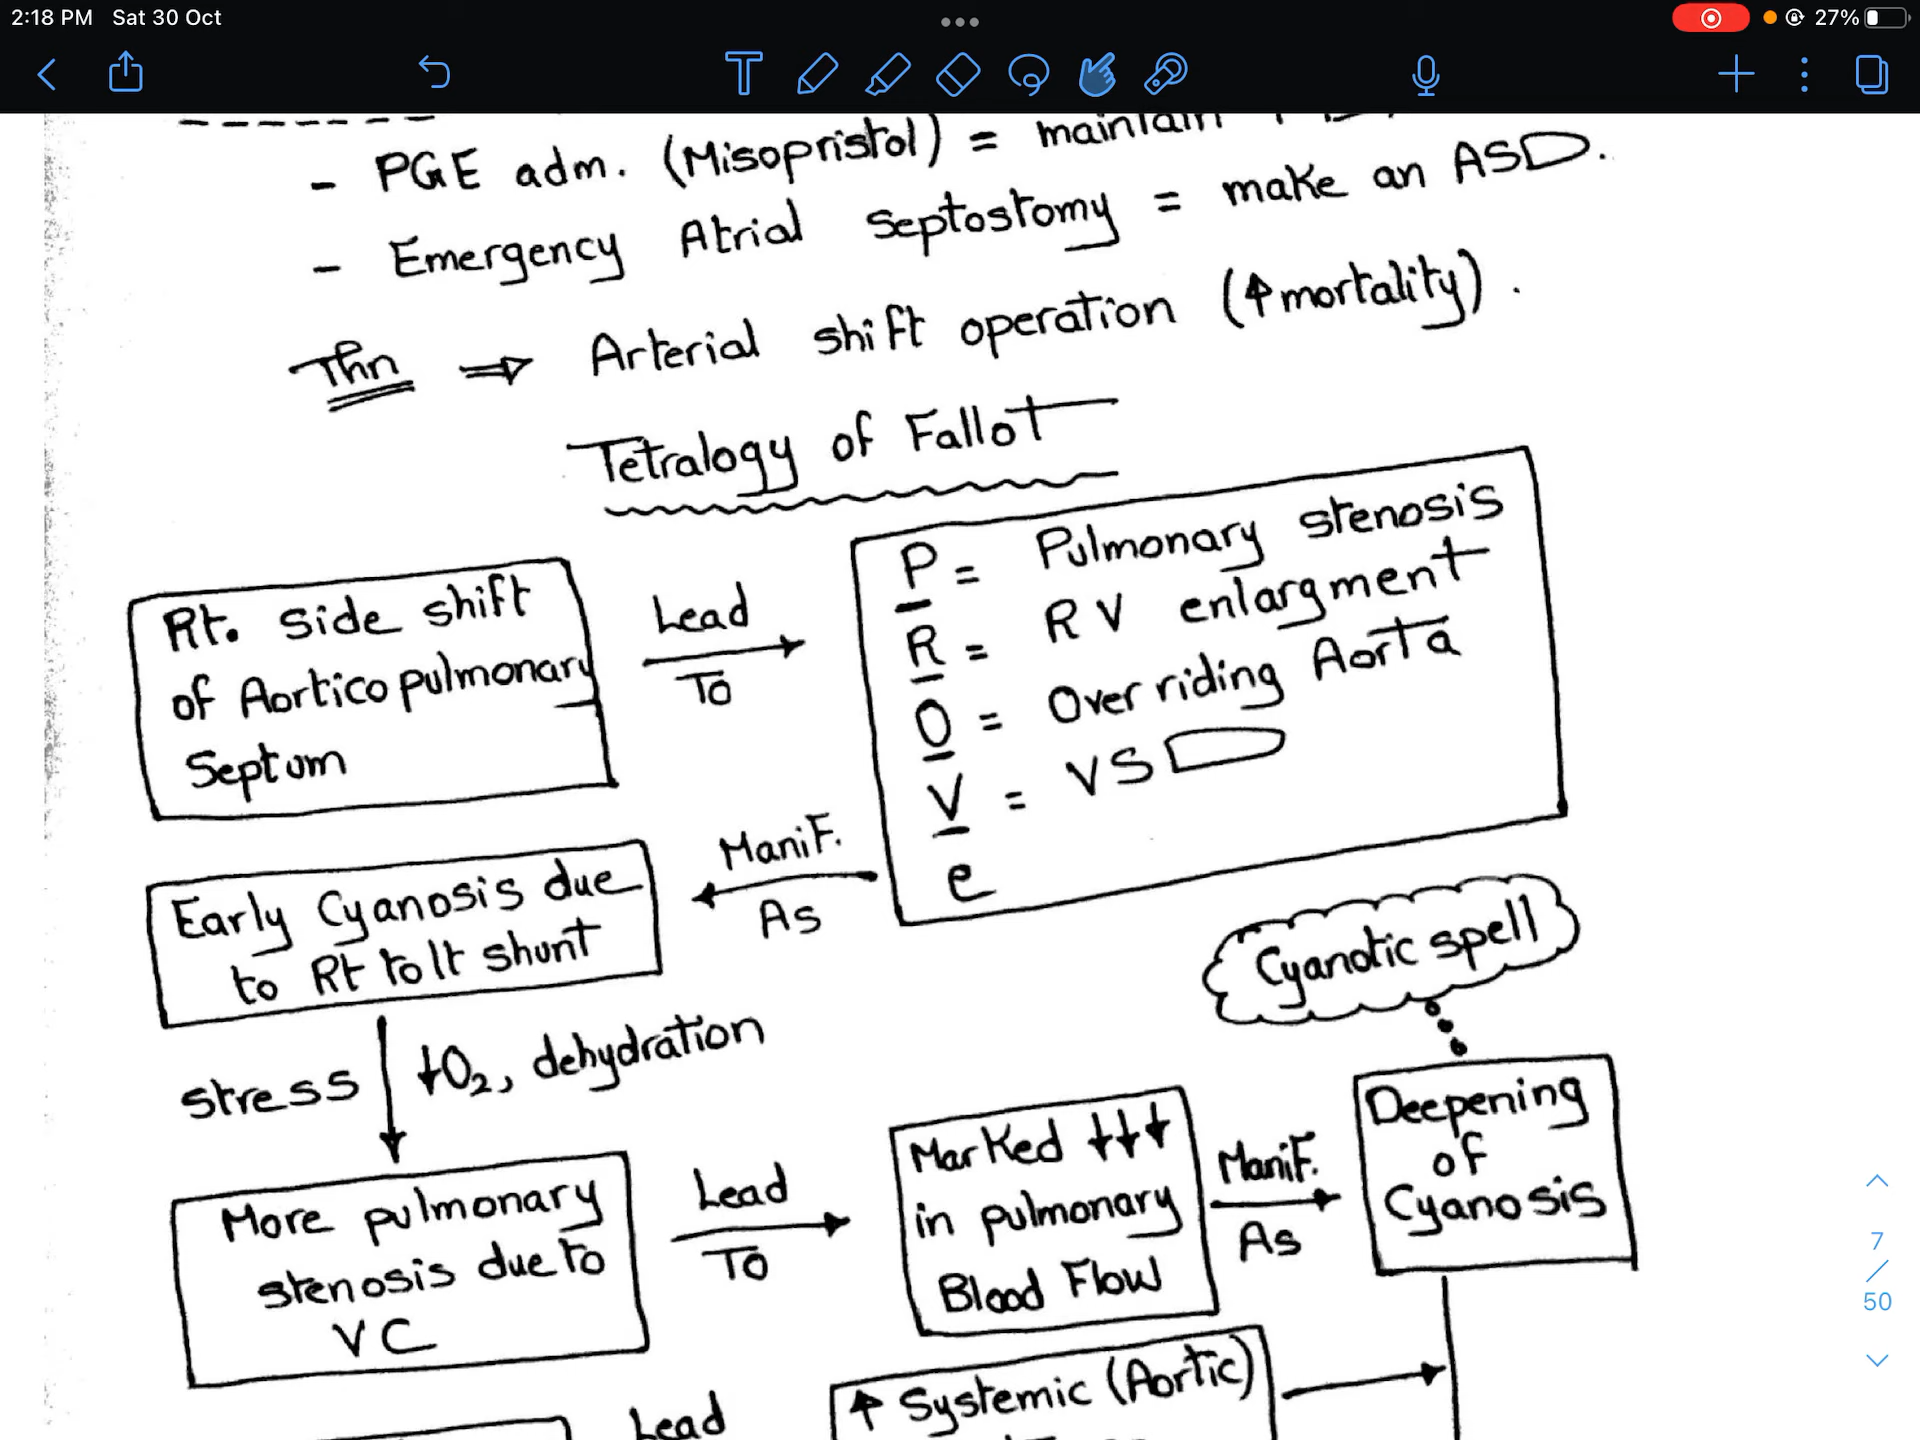 2:18 PM Sat 30 Oct
27%
- PGE adm. (Misopristol) = maintain
- Emergency Atrial Septostomy = make an ASD.
Thn ⇒ Arterial shift operation (↑mortality).
Tetralogy of Fallot
Rt. Side shift
of Aortico pulmonary
Septum
Lead
To
P = Pulmonary stenosis
R = RV enlargment
O = Over riding Aorta
V = VSD
e
Manif.
As
Early Cyanosis due
to Rt to lt shunt
Cyanotic spell
stress ↓O2, dehydration
More pulmonary
stenosis due to
VC
Lead
To
Marked ↓↓↓
in pulmonary
Blood Flow
Manif.
As
Deepening
of
Cyanosis
7
/
50
Lead
↑ Systemic (Aortic)